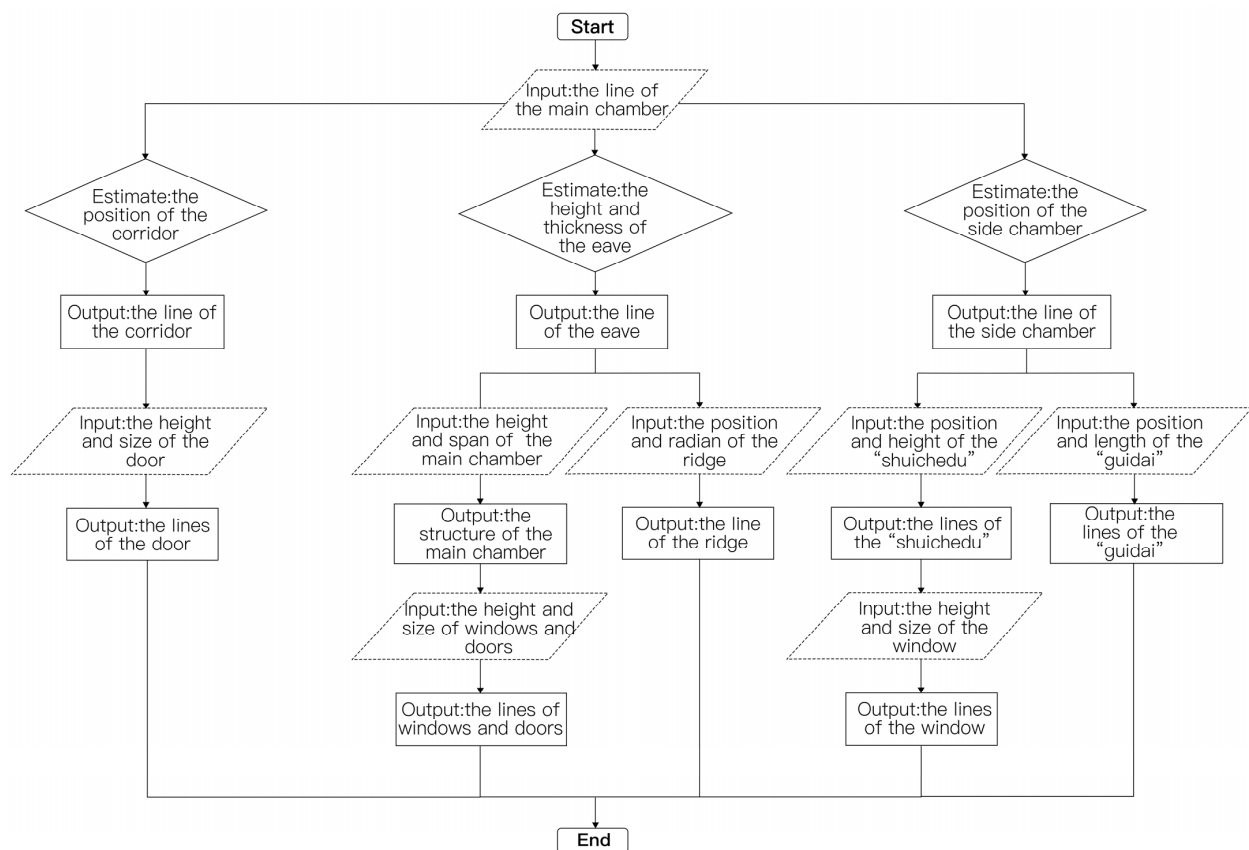 Start
Input:the line of
the main chamber
Estimate:the
position of the
corridor
Estimate:the
height and
thickness of
the eave
Estimate:the
position of the
side chamber
Output:the line of
the corridor
Output:the line
of the eave
Output:the line of
the side chamber
Input:the height
and size of the
door
Input:the height
and span of the
main chamber
Input:the position
and radian of the
ridge
Input:the position
and height of the
“shuichedu”
Input:the position
and length of the
“guidai”
Output:the lines
of the door
Output:the
structure of the
main chamber
Output:the line
of the ridge
Output:the lines of
the “shuichedu”
Output:the
lines of the
“guidai”
Input:the height and
size of windows and
doors
Input:the height
and size of the
window
Output:the lines of
windows and doors
Output:the lines
of the window
End